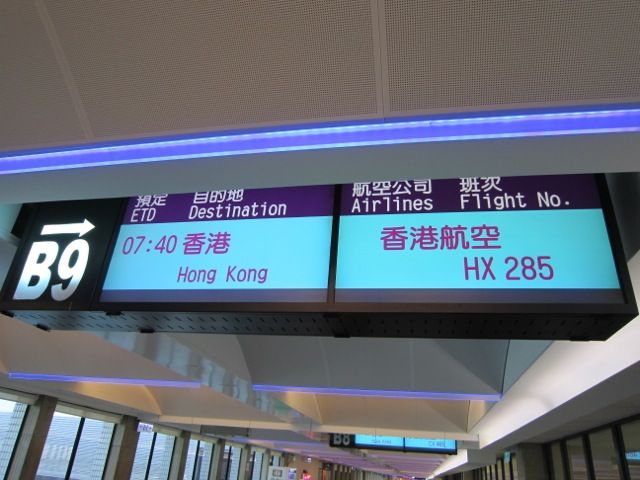 B9
預定 目的地
ETD Destination
07:40 香港
Hong Kong
航空公司 班次
Airlines Flight No.
香港航空
HX 285
B8